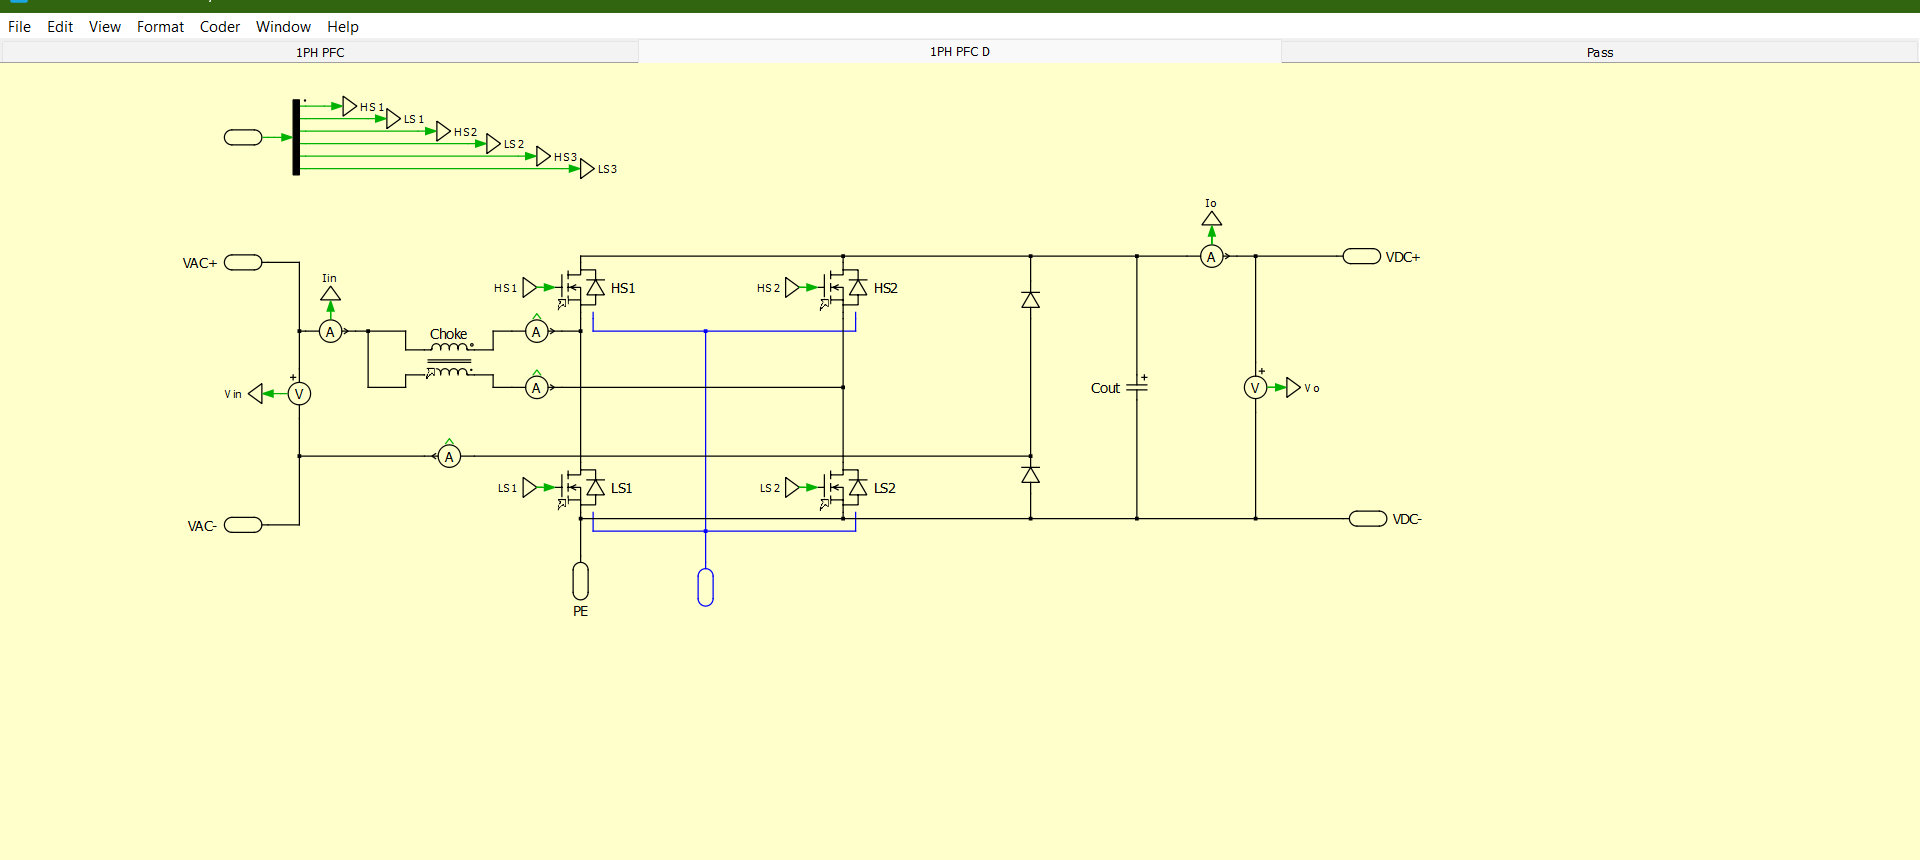 File Edit View Format Coder Window Help
1PH PFC
1PH PFC D
Pass
HS1
LS1
HS2
LS2
HS3
LS3
Io
A
VDC+
VAC+
Iin
A
HS1
HS1
HS2
HS2
Choke
A
A
Vin
+
V
Cout
+
+
V
Vo
A
LS1
LS1
LS2
LS2
VAC-
VDC-
PE